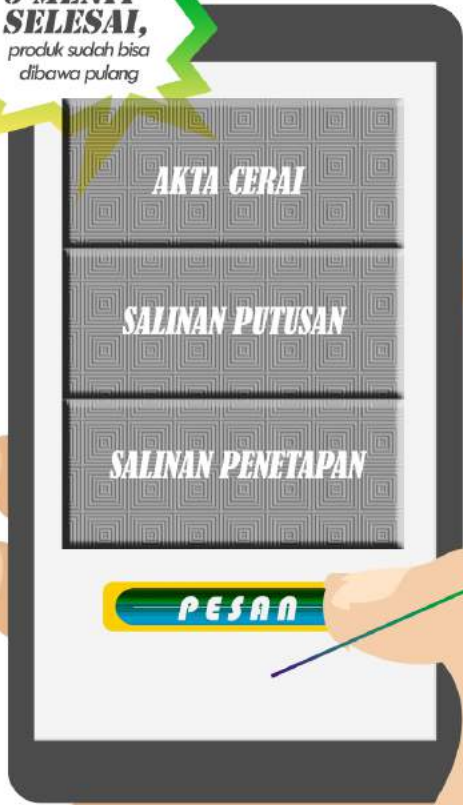 SELESAI,
produk sudah bisa
dibawa pulang
AKTA CERAI
SALINAN PUTUSAN
SALINAN PENETAPAN
PESAN